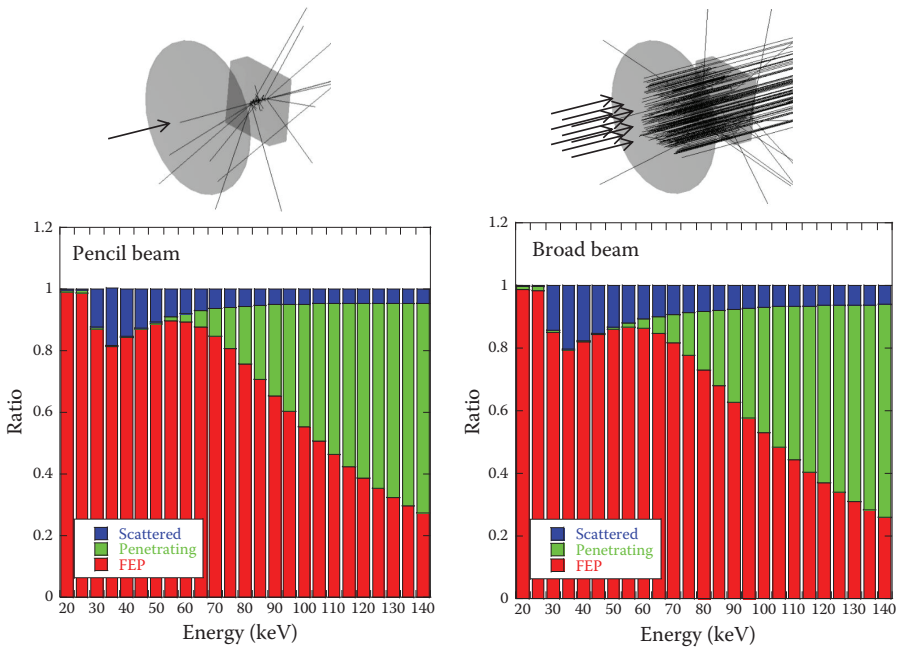 Pencil beam
Ratio
1.2
1
0.8
0.6
0.4
0.2
0
Scattered
Penetrating
FEP
20 30 40 50 60 70 80 90 100 110 120 130 140
Energy (keV)
Broad beam
Ratio
1.2
1
0.8
0.6
0.4
0.2
0
Scattered
Penetrating
FEP
20 30 40 50 60 70 80 90 100 110 120 130 140
Energy (keV)